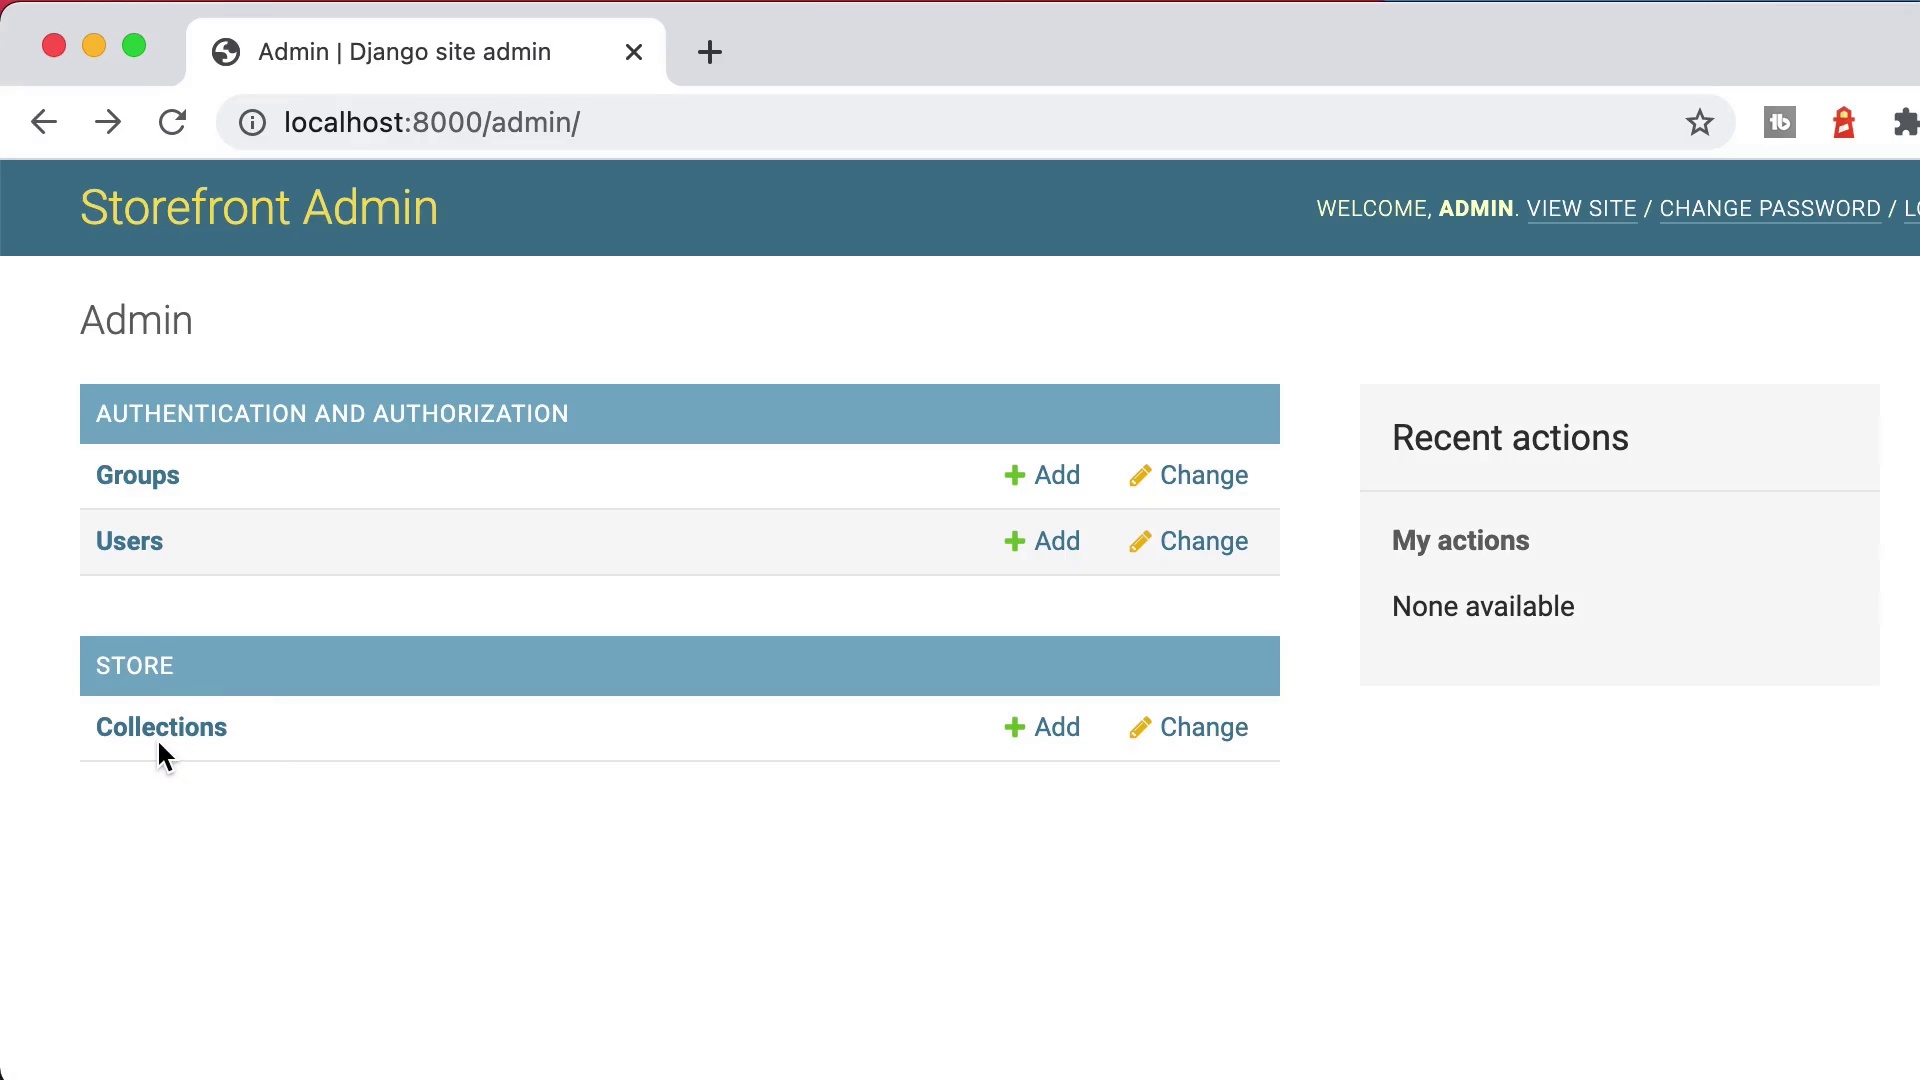 Admin | Django site admin
localhost:8000/admin/
Storefront Admin
WELCOME, ADMIN. VIEW SITE / CHANGE PASSWORD /
Admin
AUTHENTICATION AND AUTHORIZATION
Groups Add Change
Users Add Change
STORE
Collections Add Change
Recent actions
My actions
None available